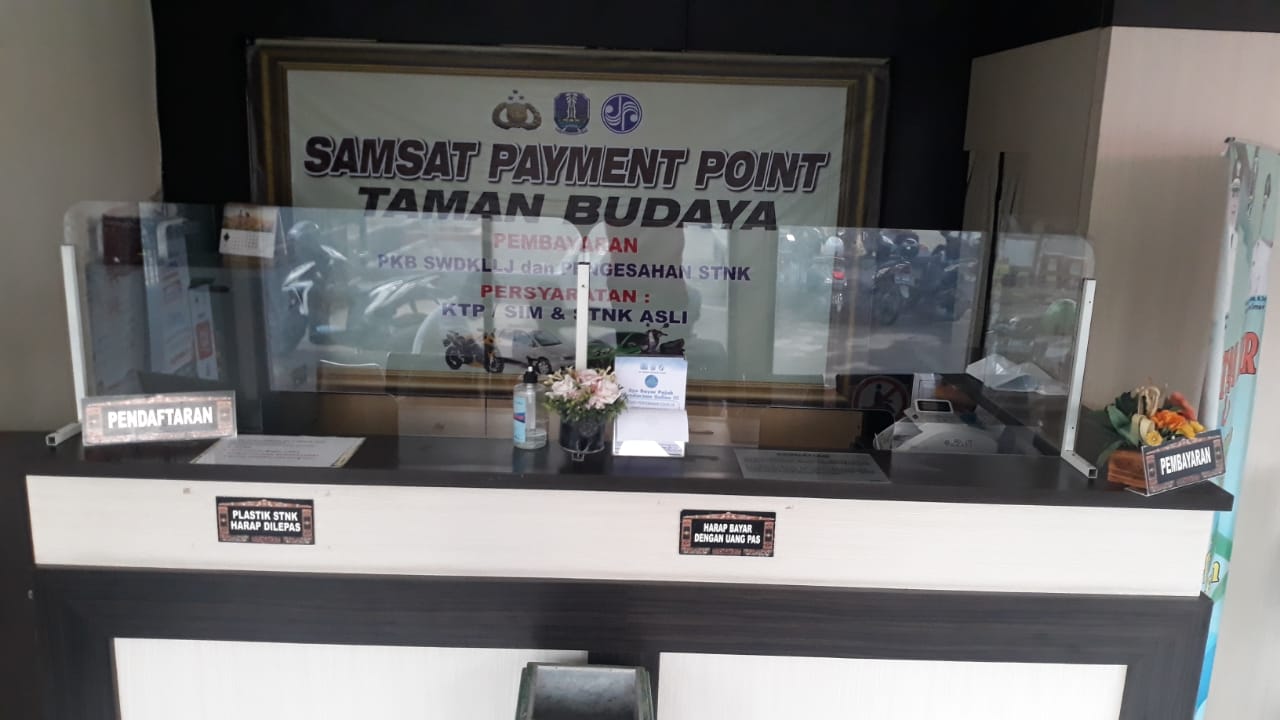 SAMSAT PAYMENT POINT
TAMAN BUDAYA
PEMBAYARAN
PKB SWDKLLJ dan PENGESAHAN STNK
PERSYARATAN :
KTP / SIM & STNK ASLI
PENDAFTARAN
PEMBAYARAN
PLASTIK STNK
HARAP DILEPAS
HARAP BAYAR
DENGAN UANG PAS